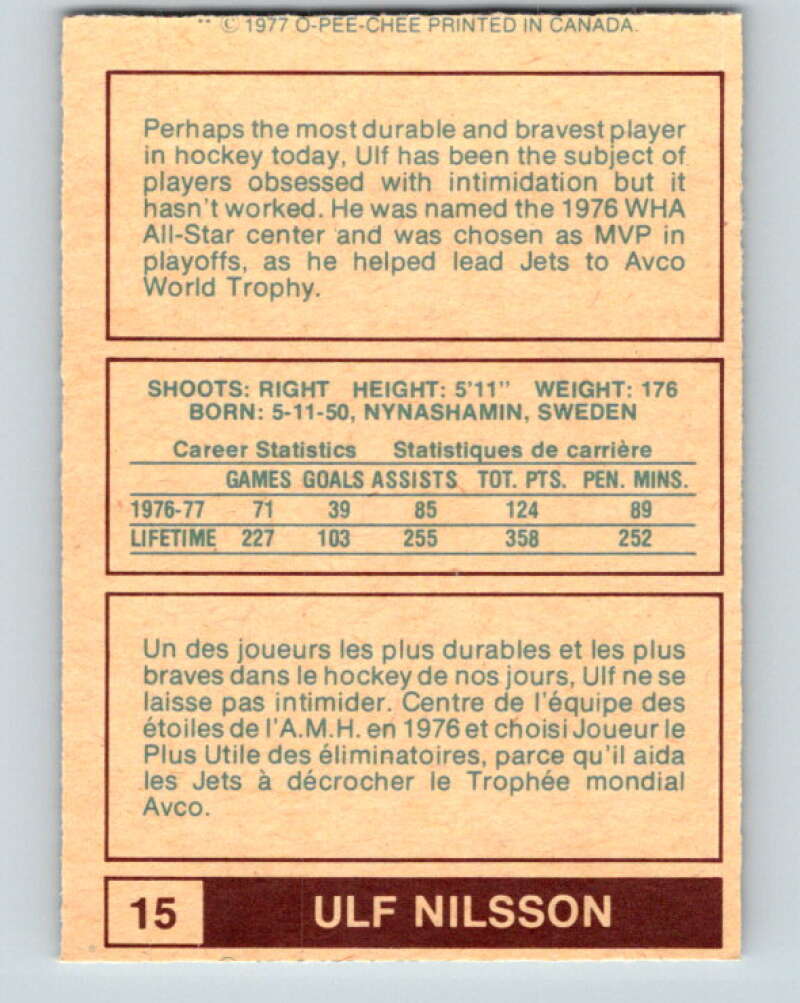 ** © 1977 O-PEE-CHEE PRINTED IN CANADA.
Perhaps the most durable and bravest player
in hockey today, Ulf has been the subject of
players obsessed with intimidation but it
hasn't worked. He was named the 1976 WHA
All-Star center and was chosen as MVP in
playoffs, as he helped lead Jets to Avco
World Trophy.
SHOOTS: RIGHT HEIGHT: 5'11" WEIGHT: 176
BORN: 5-11-50, NYNASHAMIN, SWEDEN
Career Statistics Statistiques de carrière
GAMES GOALS ASSISTS TOT. PTS. PEN. MINS.
1976-77 71 39 85 124 89
LIFETIME 227 103 255 358 252
Un des joueurs les plus durables et les plus
braves dans le hockey de nos jours, Ulf ne se
laisse pas intimider. Centre de l'équipe des
étoiles de l'A.M.H. en 1976 et choisi Joueur le
Plus Utile des éliminatoires, parce qu'il aida
les Jets à décrocher le Trophée mondial
Avco.
15 ULF NILSSON